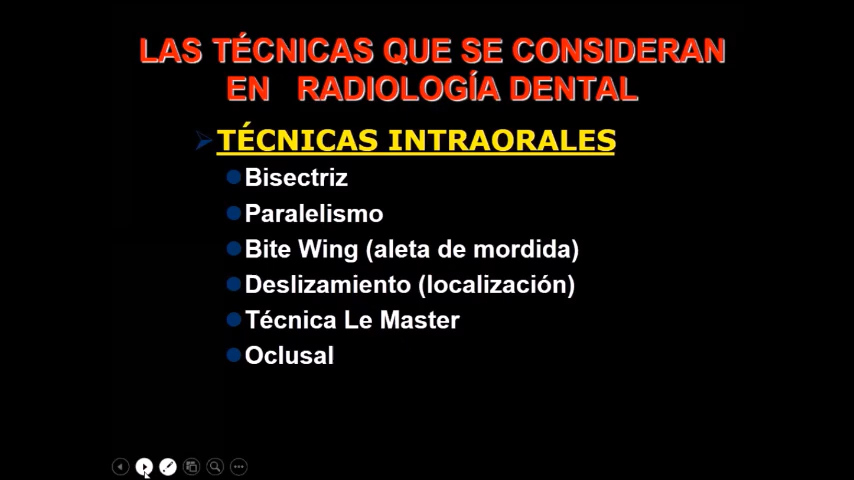 LAS TÉCNICAS QUE SE CONSIDERAN
EN RADIOLOGÍA DENTAL
TÉCNICAS INTRAORALES
Bisectriz
Paralelismo
Bite Wing (aleta de mordida)
Deslizamiento (localización)
Técnica Le Master
Oclusal